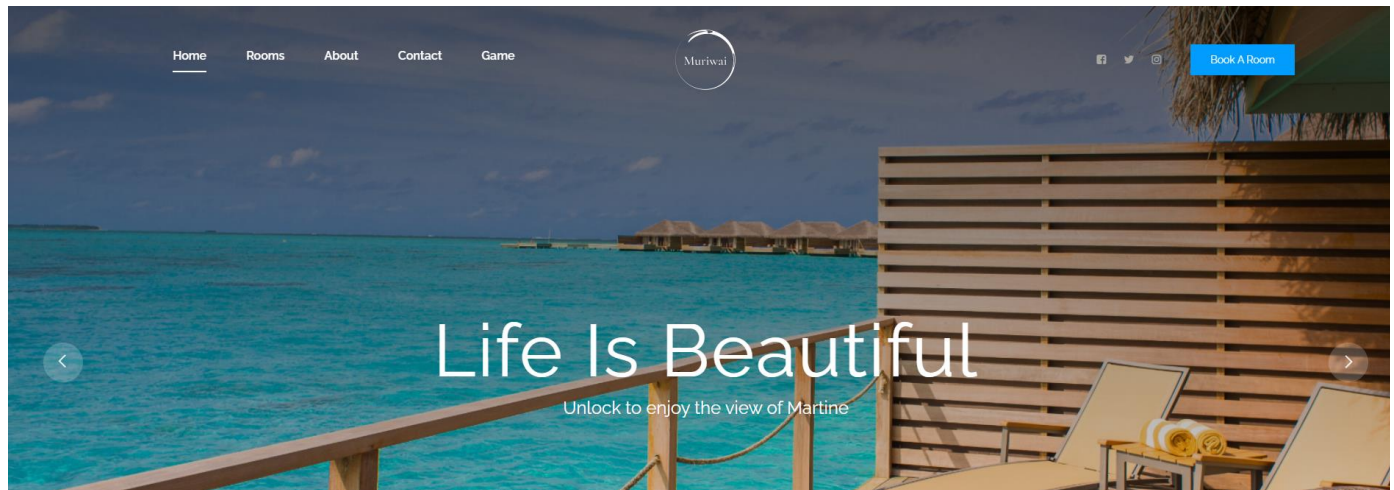 Home Rooms About Contact Game
Muriwai
Book A Room
Life Is Beautiful
Unlock to enjoy the view of Martine